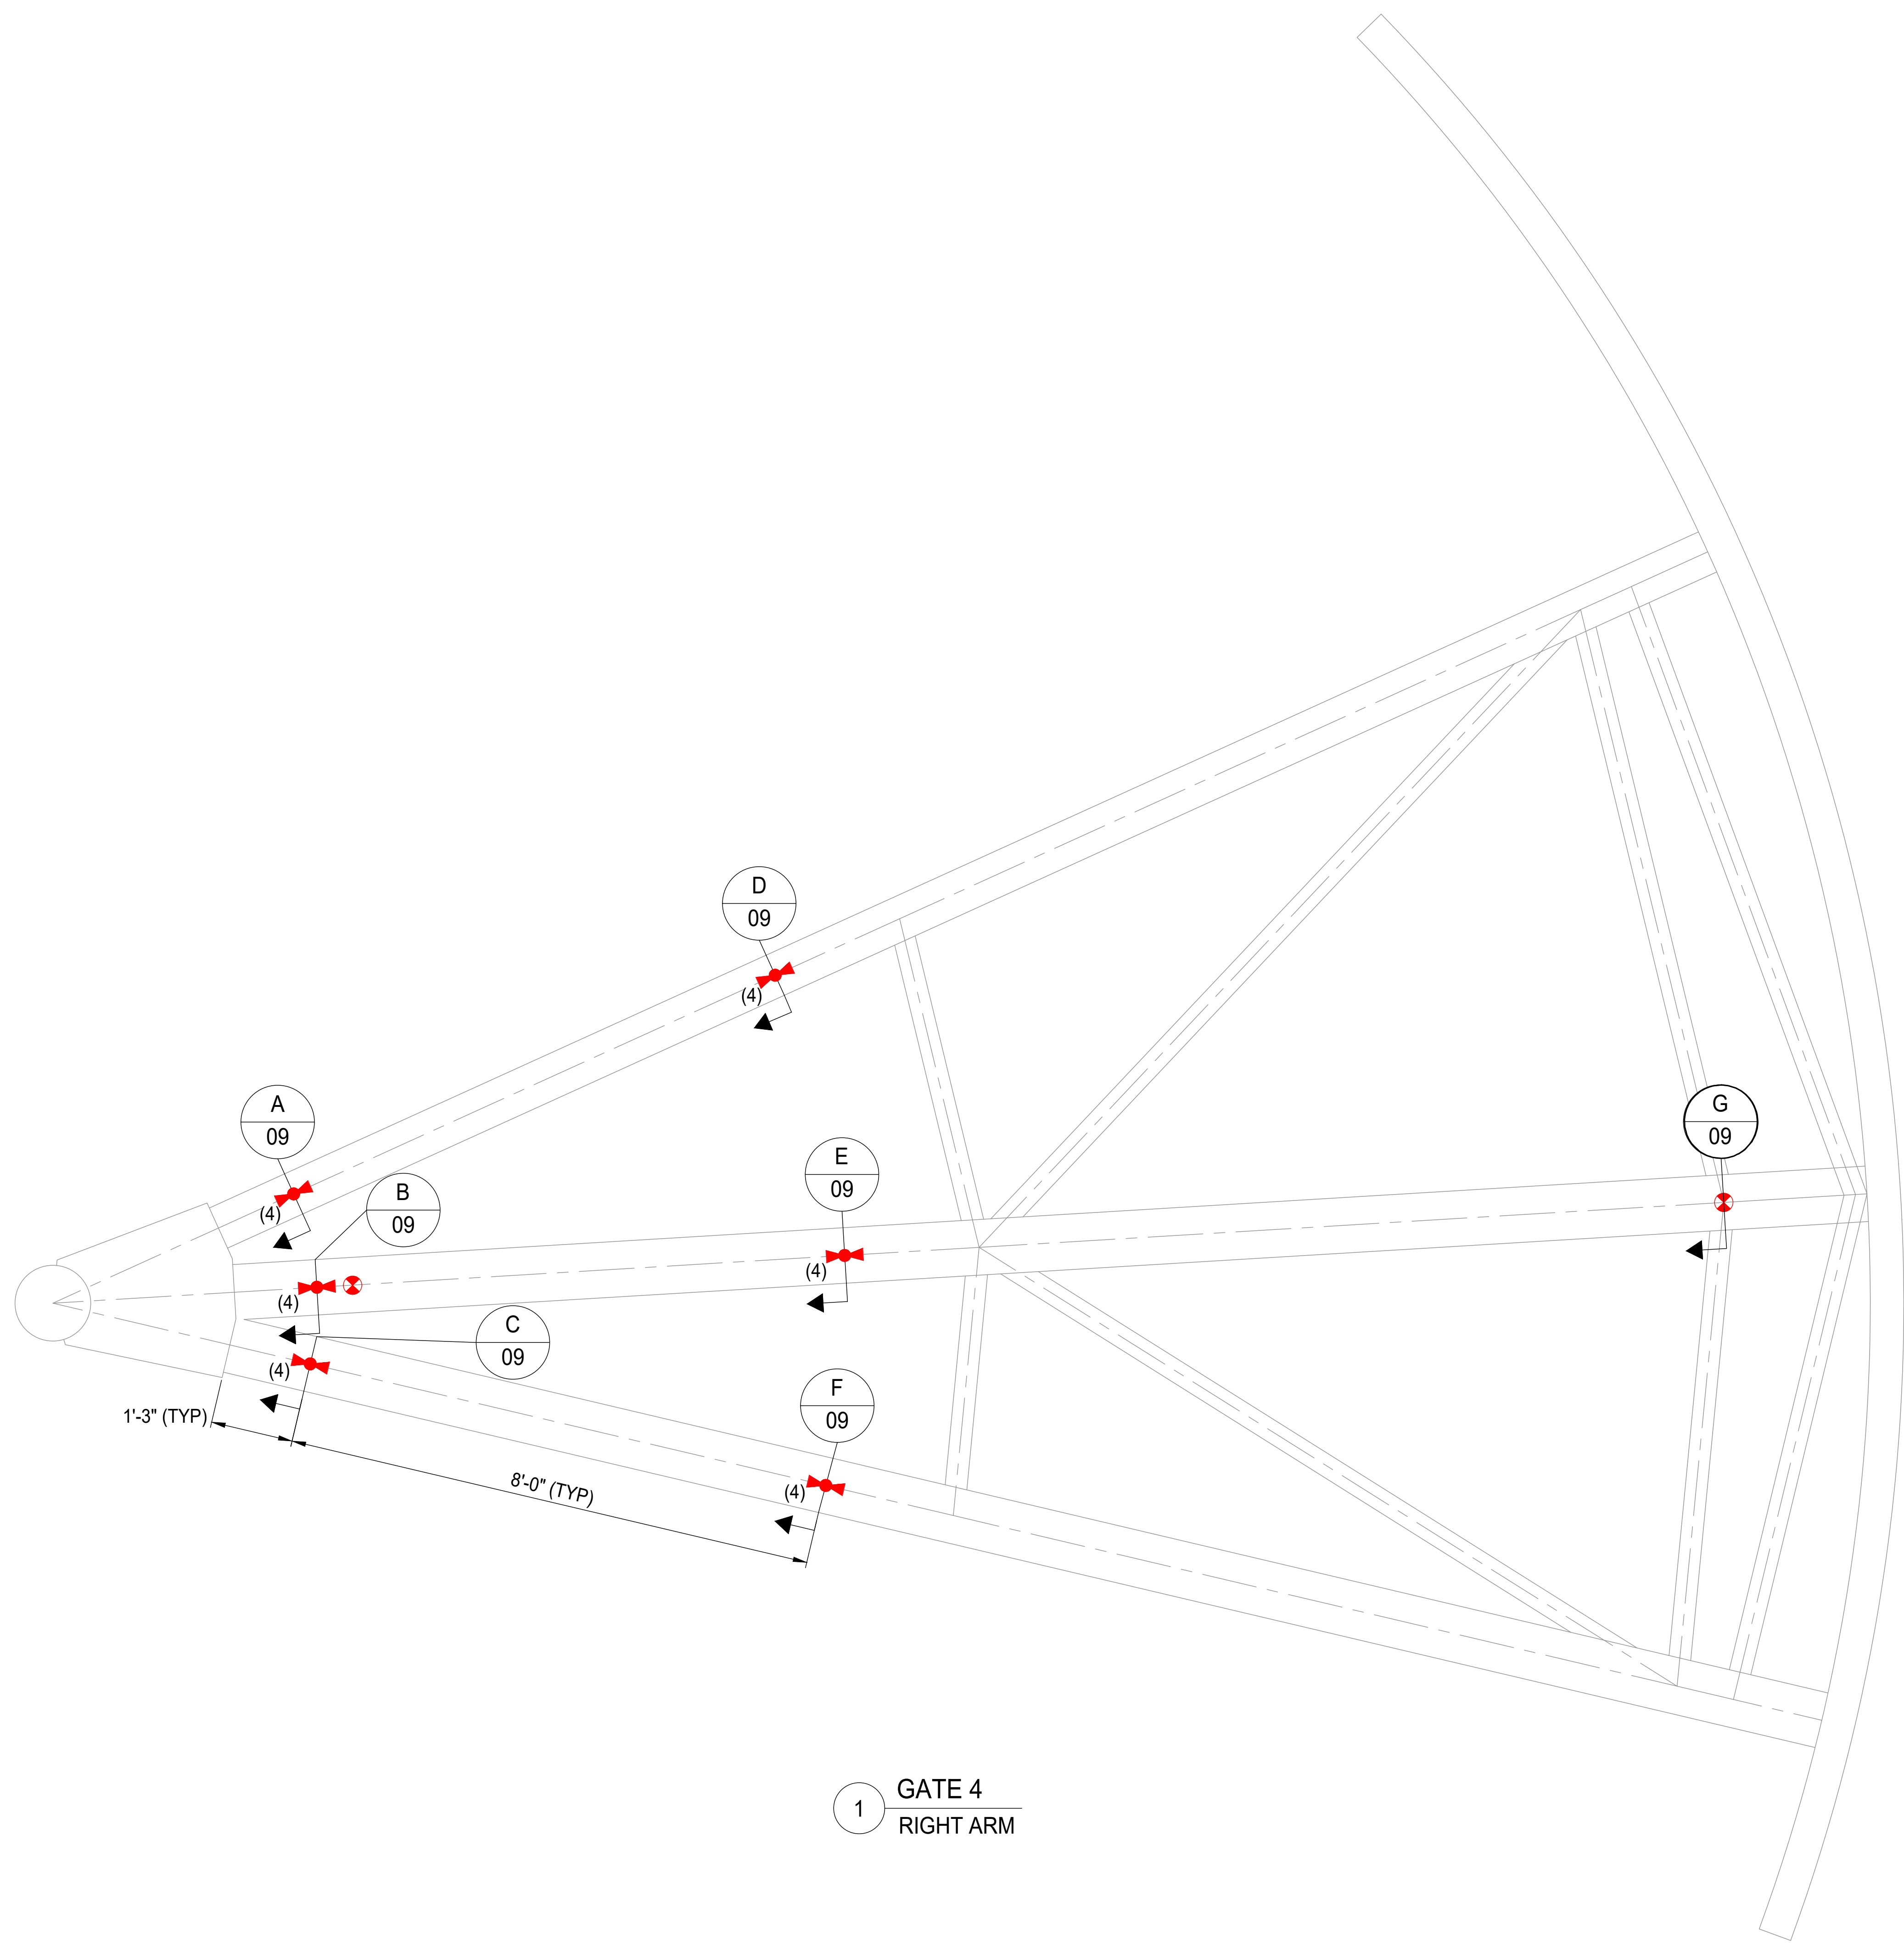 D
09
(4)
A
09
(4)
G
09
E
09
(4)
B
09
(4)
C
09
(4)
F
09
(4)
1'-3" (TYP)
8'-0" (TYP)
1
GATE 4
RIGHT ARM